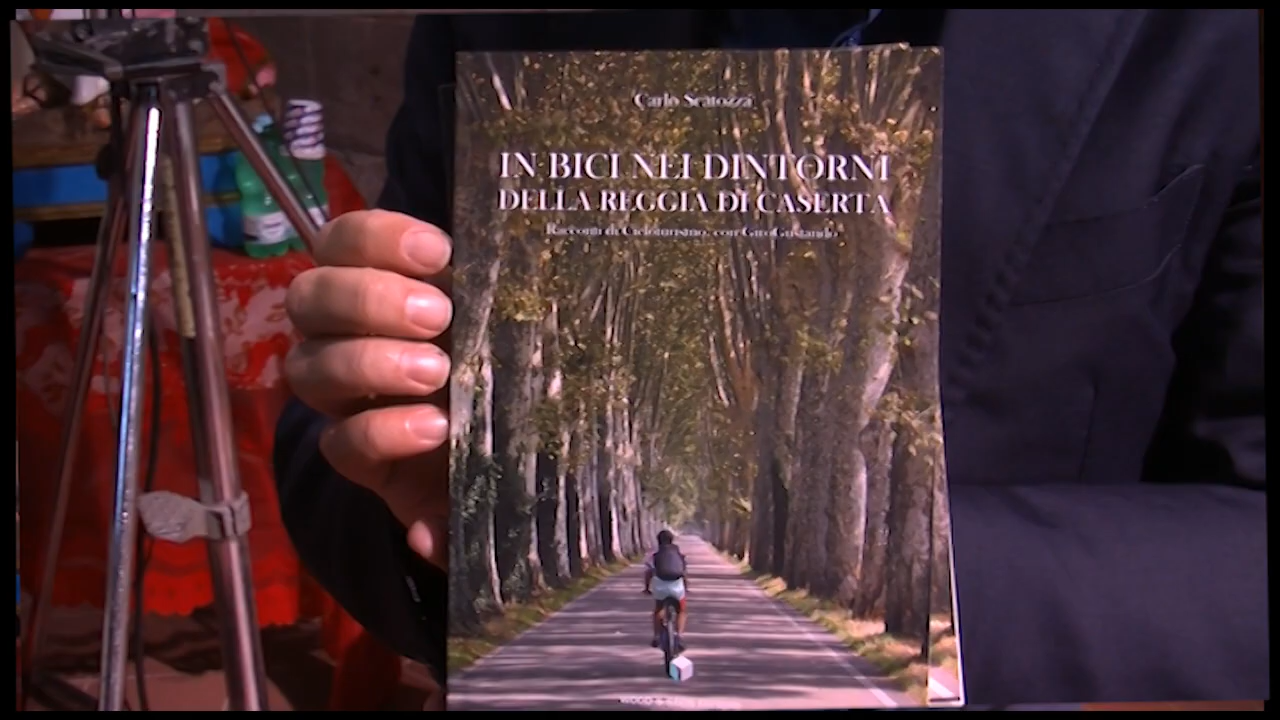 Carlo Scatozza
IN BICI NEI DINTORNI
DELLA REGGIA DI CASERTA
Racconti di Cicloturismo, con GiroGustando